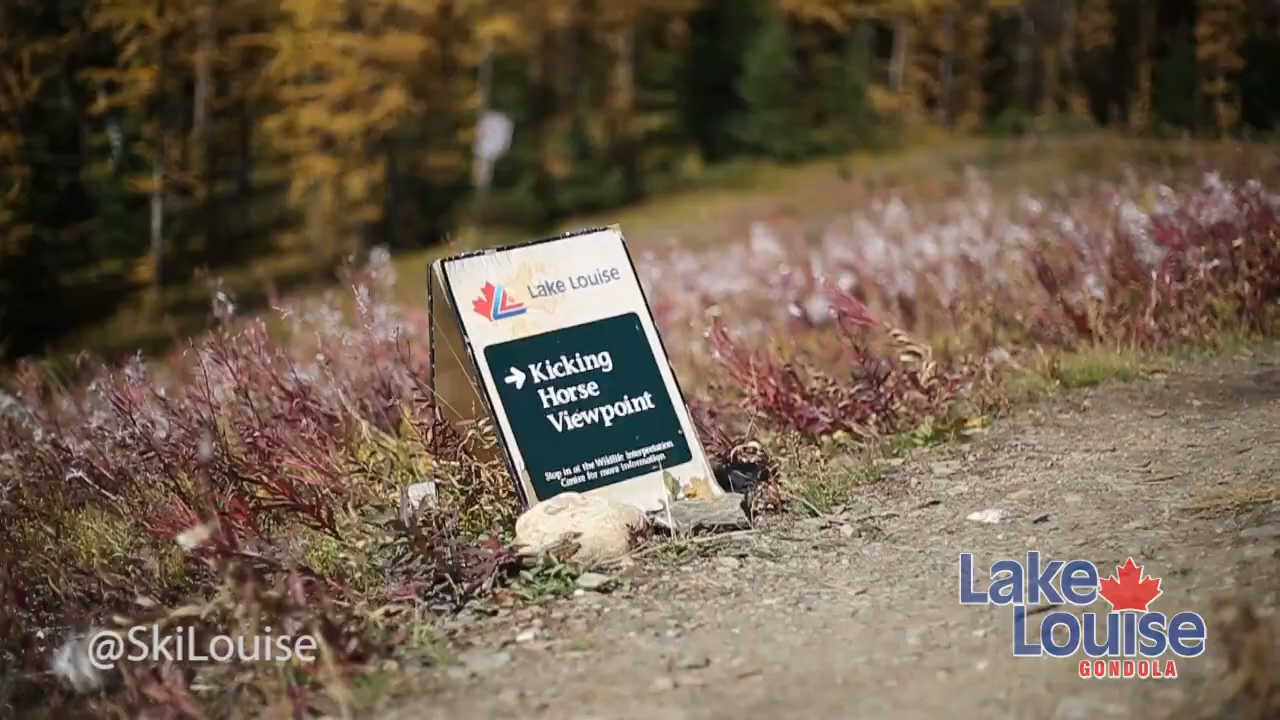 Lake Louise
→ Kicking
Horse
Viewpoint
Stop in at the Wildlife Interpretation
Centre for more information
@SkiLouise
Lake
Louise
GONDOLA